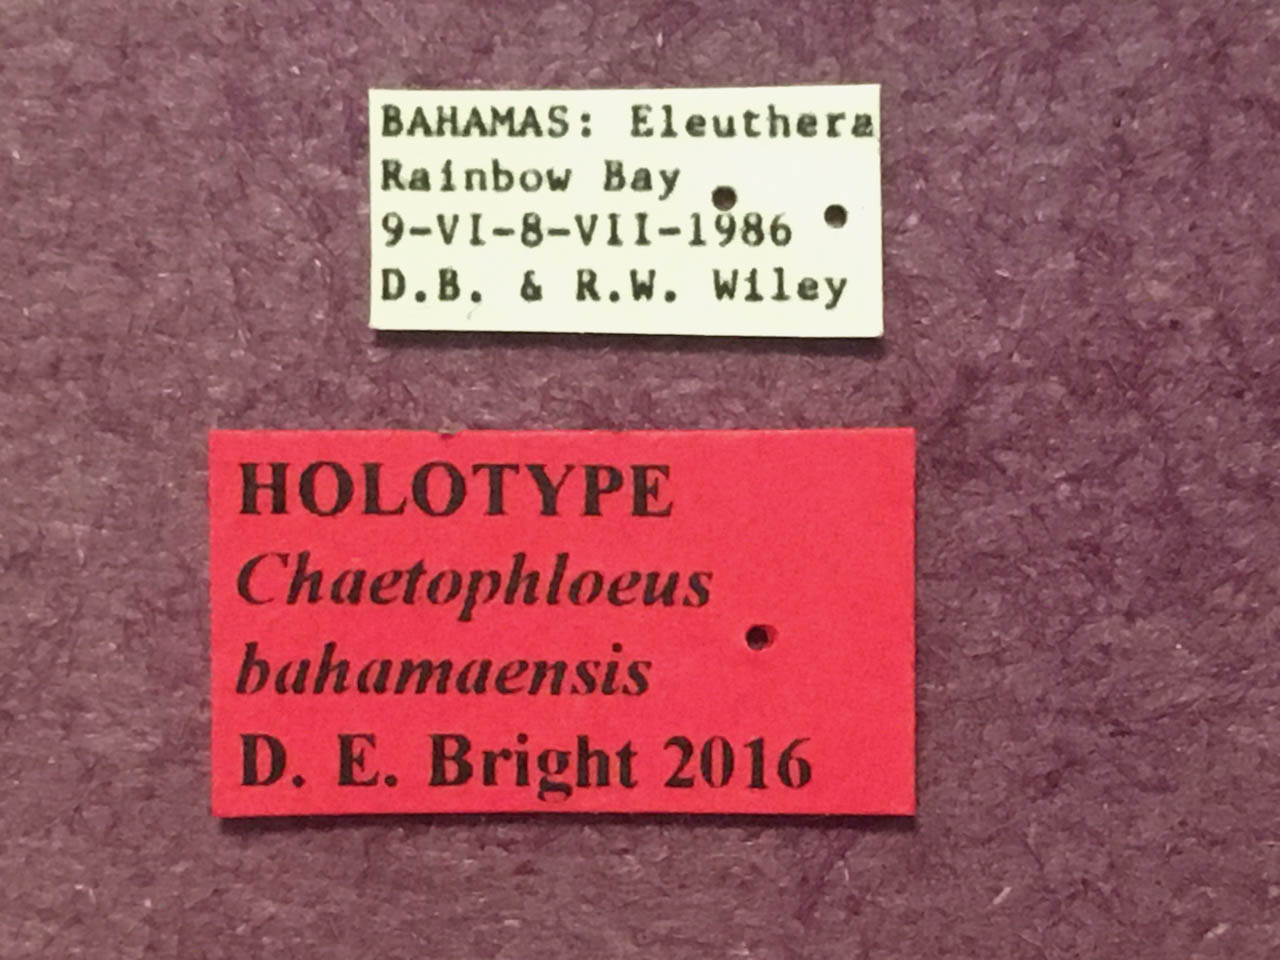 BAHAMAS: Eleuthera
Rainbow Bay
9-VI-8-VII-1986
D.B. & R.W. Wiley
HOLOTYPE
Chaetophloeus
bahamaensis
D. E. Bright 2016